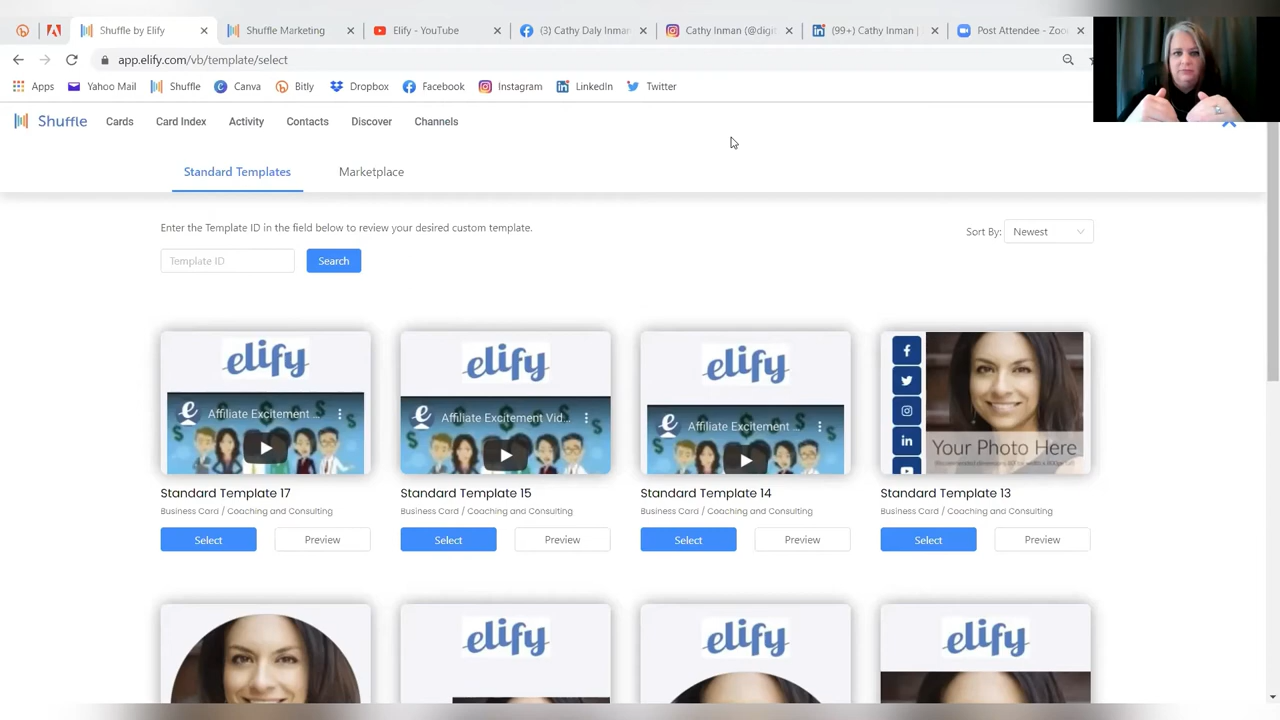 Shuffle by Elify
Shuffle Marketing
Elify - YouTube
(3) Cathy Daly Inman
Cathy Inman (@digi
(99+) Cathy Inman |
Post Attendee - Zoo
app.elify.com/vb/template/select
Apps
Yahoo Mail
Shuffle
Canva
Bitly
Dropbox
Facebook
Instagram
LinkedIn
Twitter
Shuffle
Cards
Card Index
Activity
Contacts
Discover
Channels
Standard Templates
Marketplace
Enter the Template ID in the field below to review your desired custom template.
Sort By:
Newest
Template ID
Search
elify
Affiliate Excitement ...
elify
Affiliate Excitement Vid...
elify
Affiliate Excitement ...
Your Photo Here
Standard Template 17
Standard Template 15
Standard Template 14
Standard Template 13
Business Card / Coaching and Consulting
Business Card / Coaching and Consulting
Business Card / Coaching and Consulting
Business Card / Coaching and Consulting
Select
Preview
Select
Preview
Select
Preview
Select
Preview
elify
elify
elify